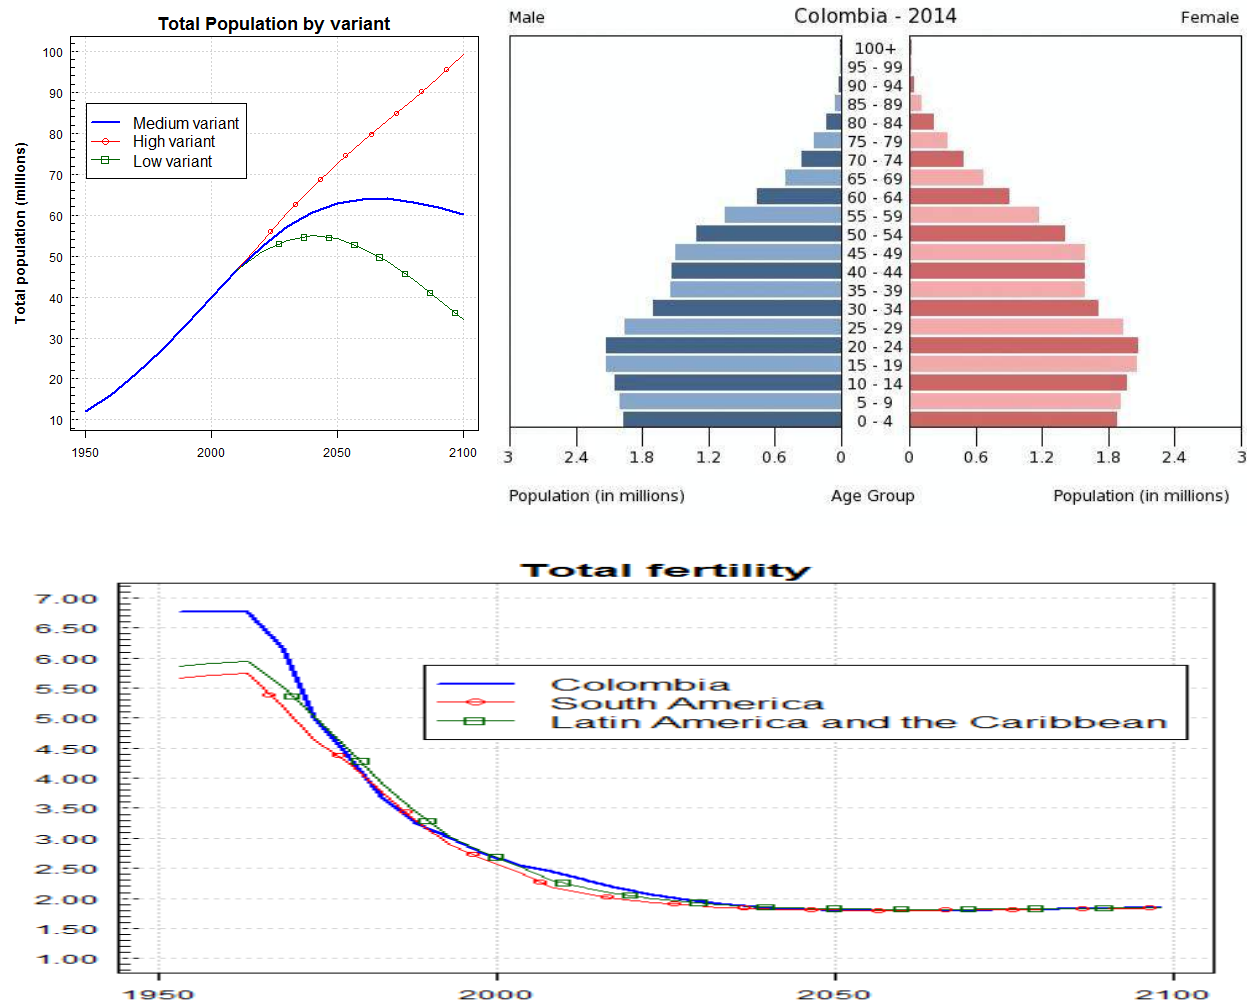 Total Population by variant
Total population (millions)
100
90
80
70
60
50
40
30
20
10
Medium variant
High variant
Low variant
1950 2000 2050 2100
Male Colombia - 2014 Female
100+
95 - 99
90 - 94
85 - 89
80 - 84
75 - 79
70 - 74
65 - 69
60 - 64
55 - 59
50 - 54
45 - 49
40 - 44
35 - 39
30 - 34
25 - 29
20 - 24
15 - 19
10 - 14
5 - 9
0 - 4
3 2.4 1.8 1.2 0.6 0 0 0.6 1.2 1.8 2.4 3
Population (in millions) Age Group Population (in millions)
Total fertility
7.00
6.50
6.00
5.50
5.00
4.50
4.00
3.50
3.00
2.50
2.00
1.50
1.00
Colombia
South America
Latin America and the Caribbean
1950 2000 2050 2100